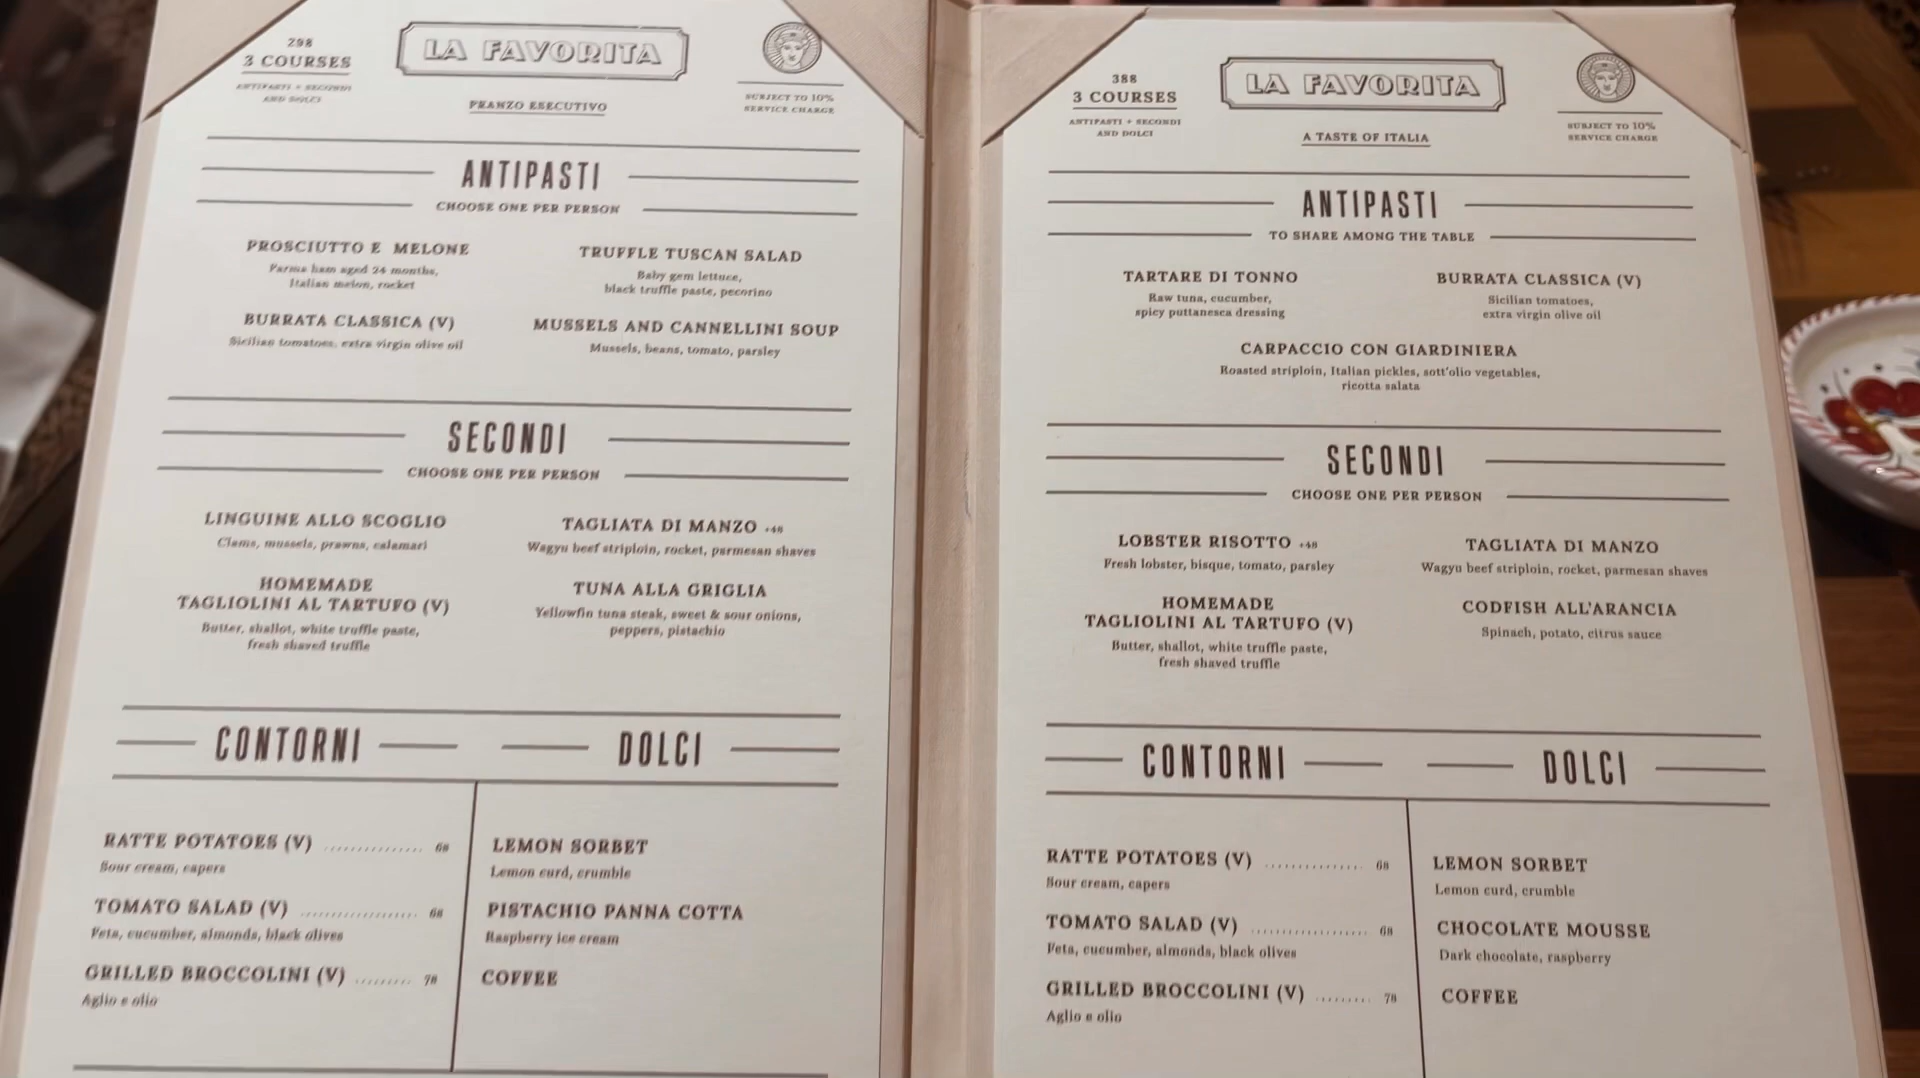 298
3 COURSES
ANTIPASTI + SECONDI
AND DOLCI
LA FAVORITA
PRANZO ESECUTIVO
SUBJECT TO 10%
SERVICE CHARGE
ANTIPASTI
CHOOSE ONE PER PERSON
PROSCIUTTO E MELONE
Parma ham aged 24 months,
Italian melon, rocket
TRUFFLE TUSCAN SALAD
Baby gem lettuce,
black truffle paste, pecorino
BURRATA CLASSICA (V)
Sicilian tomatoes, extra virgin olive oil
MUSSELS AND CANNELLINI SOUP
Mussels, beans, tomato, parsley
SECONDI
CHOOSE ONE PER PERSON
LINGUINE ALLO SCOGLIO
Clams, mussels, prawns, calamari
TAGLIATA DI MANZO +48
Wagyu beef striploin, rocket, parmesan shaves
HOMEMADE
TAGLIOLINI AL TARTUFO (V)
Butter, shallot, white truffle paste,
fresh shaved truffle
TUNA ALLA GRIGLIA
Yellowfin tuna steak, sweet & sour onions,
peppers, pistachio
CONTORNI
RATTE POTATOES (V) ............... 68
Sour cream, capers
TOMATO SALAD (V) .................. 68
Feta, cucumber, almonds, black olives
GRILLED BROCCOLINI (V) ........ 78
Aglio e olio
DOLCI
LEMON SORBET
Lemon curd, crumble
PISTACHIO PANNA COTTA
Raspberry ice cream
COFFEE
388
3 COURSES
ANTIPASTI + SECONDI
AND DOLCI
LA FAVORITA
A TASTE OF ITALIA
SUBJECT TO 10%
SERVICE CHARGE
ANTIPASTI
TO SHARE AMONG THE TABLE
TARTARE DI TONNO
Raw tuna, cucumber,
spicy puttanesca dressing
BURRATA CLASSICA (V)
Sicilian tomatoes,
extra virgin olive oil
CARPACCIO CON GIARDINIERA
Roasted striploin, Italian pickles, sott'olio vegetables,
ricotta salata
SECONDI
CHOOSE ONE PER PERSON
LOBSTER RISOTTO +48
Fresh lobster, bisque, tomato, parsley
TAGLIATA DI MANZO
Wagyu beef striploin, rocket, parmesan shaves
HOMEMADE
TAGLIOLINI AL TARTUFO (V)
Butter, shallot, white truffle paste,
fresh shaved truffle
CODFISH ALL'ARANCIA
Spinach, potato, citrus sauce
CONTORNI
RATTE POTATOES (V) ............... 68
Sour cream, capers
TOMATO SALAD (V) .................. 68
Feta, cucumber, almonds, black olives
GRILLED BROCCOLINI (V) ........ 78
Aglio e olio
DOLCI
LEMON SORBET
Lemon curd, crumble
CHOCOLATE MOUSSE
Dark chocolate, raspberry
COFFEE